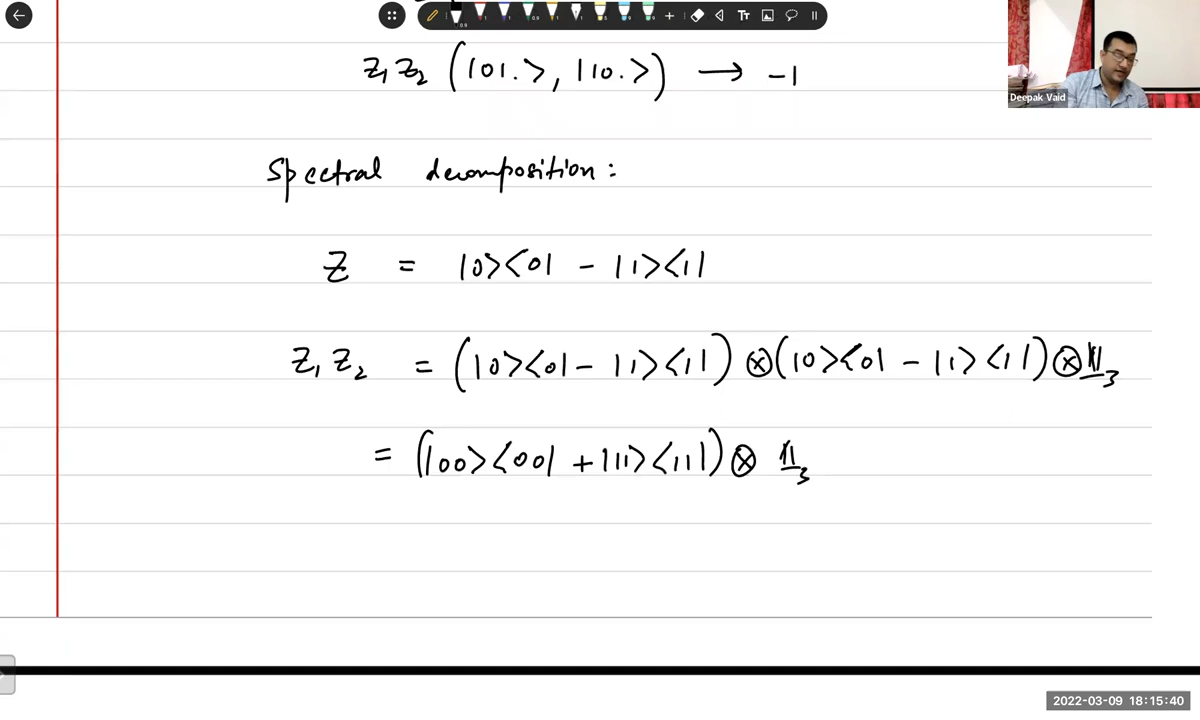 Z₁Z₂ (|01.>, |10.>) → -1
Deepak Vaid
Spectral decomposition:
Z = |0><0| - |1><1|
Z₁Z₂ = (|0><0| - |1><1|) ⊗ (|0><0| - |1><1|) ⊗ 𝟙₃
= (|00><00| + |11><11|) ⊗ 𝟙₃
2022-03-09 18:15:40